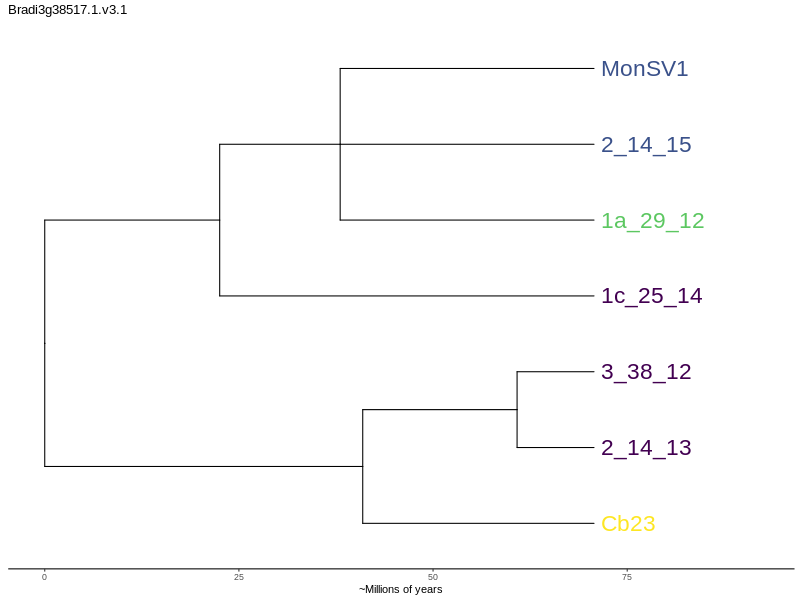 Bradi3g38517.1.v3.1
MonSV1
2_14_15
1a_29_12
1c_25_14
3_38_12
2_14_13
Cb23
0 25 50 75
~Millions of years